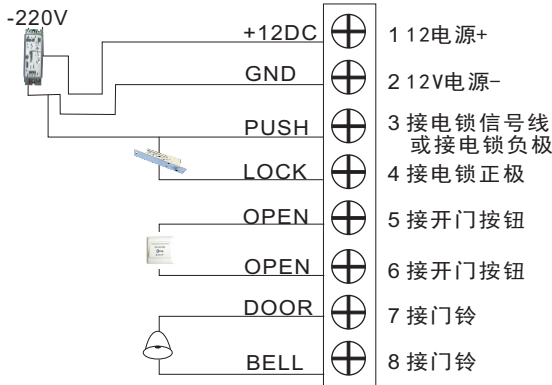 -220V
+12DC 1 12电源+
GND 2 12V电源-
PUSH 3 接电锁信号线
或接电锁负极
LOCK 4 接电锁正极
OPEN 5 接开门按钮
OPEN 6 接开门按钮
DOOR 7 接门铃
BELL 8 接门铃